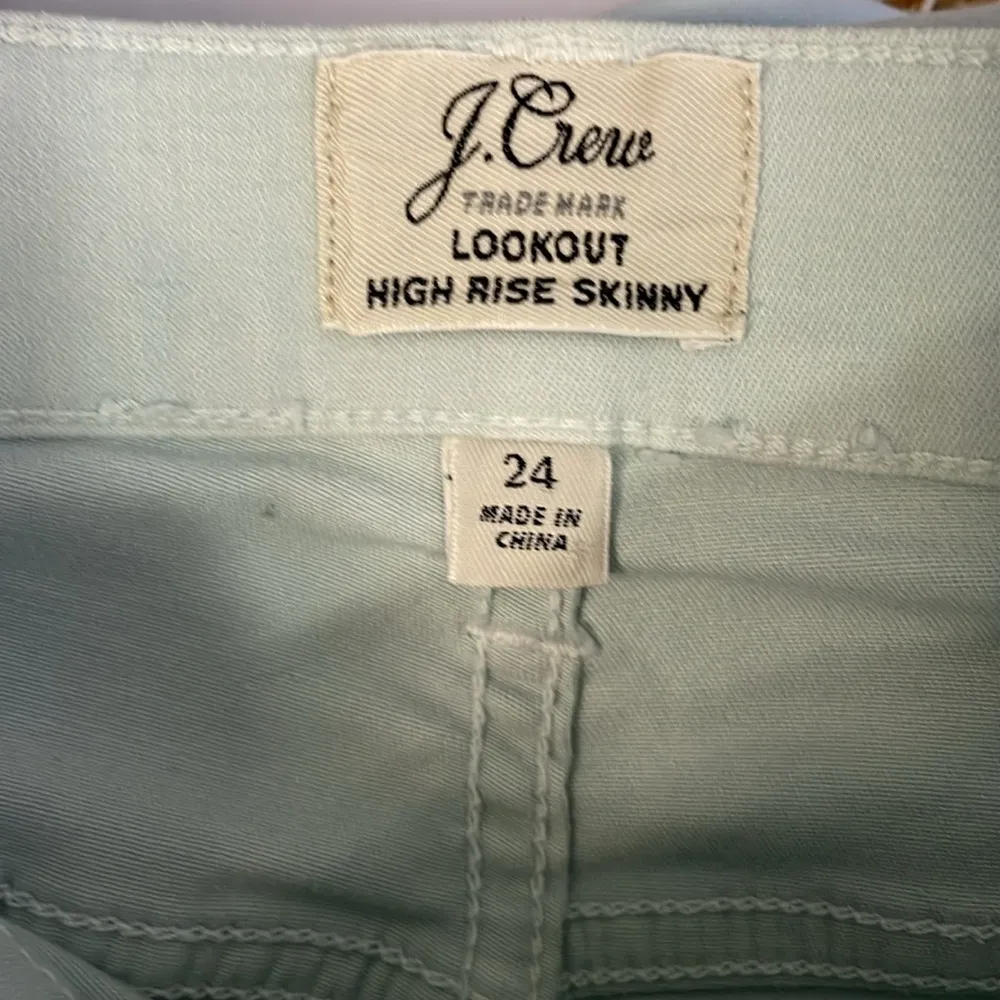 J.Crew
TRADE MARK
LOOKOUT
HIGH RISE SKINNY
24
MADE IN
CHINA